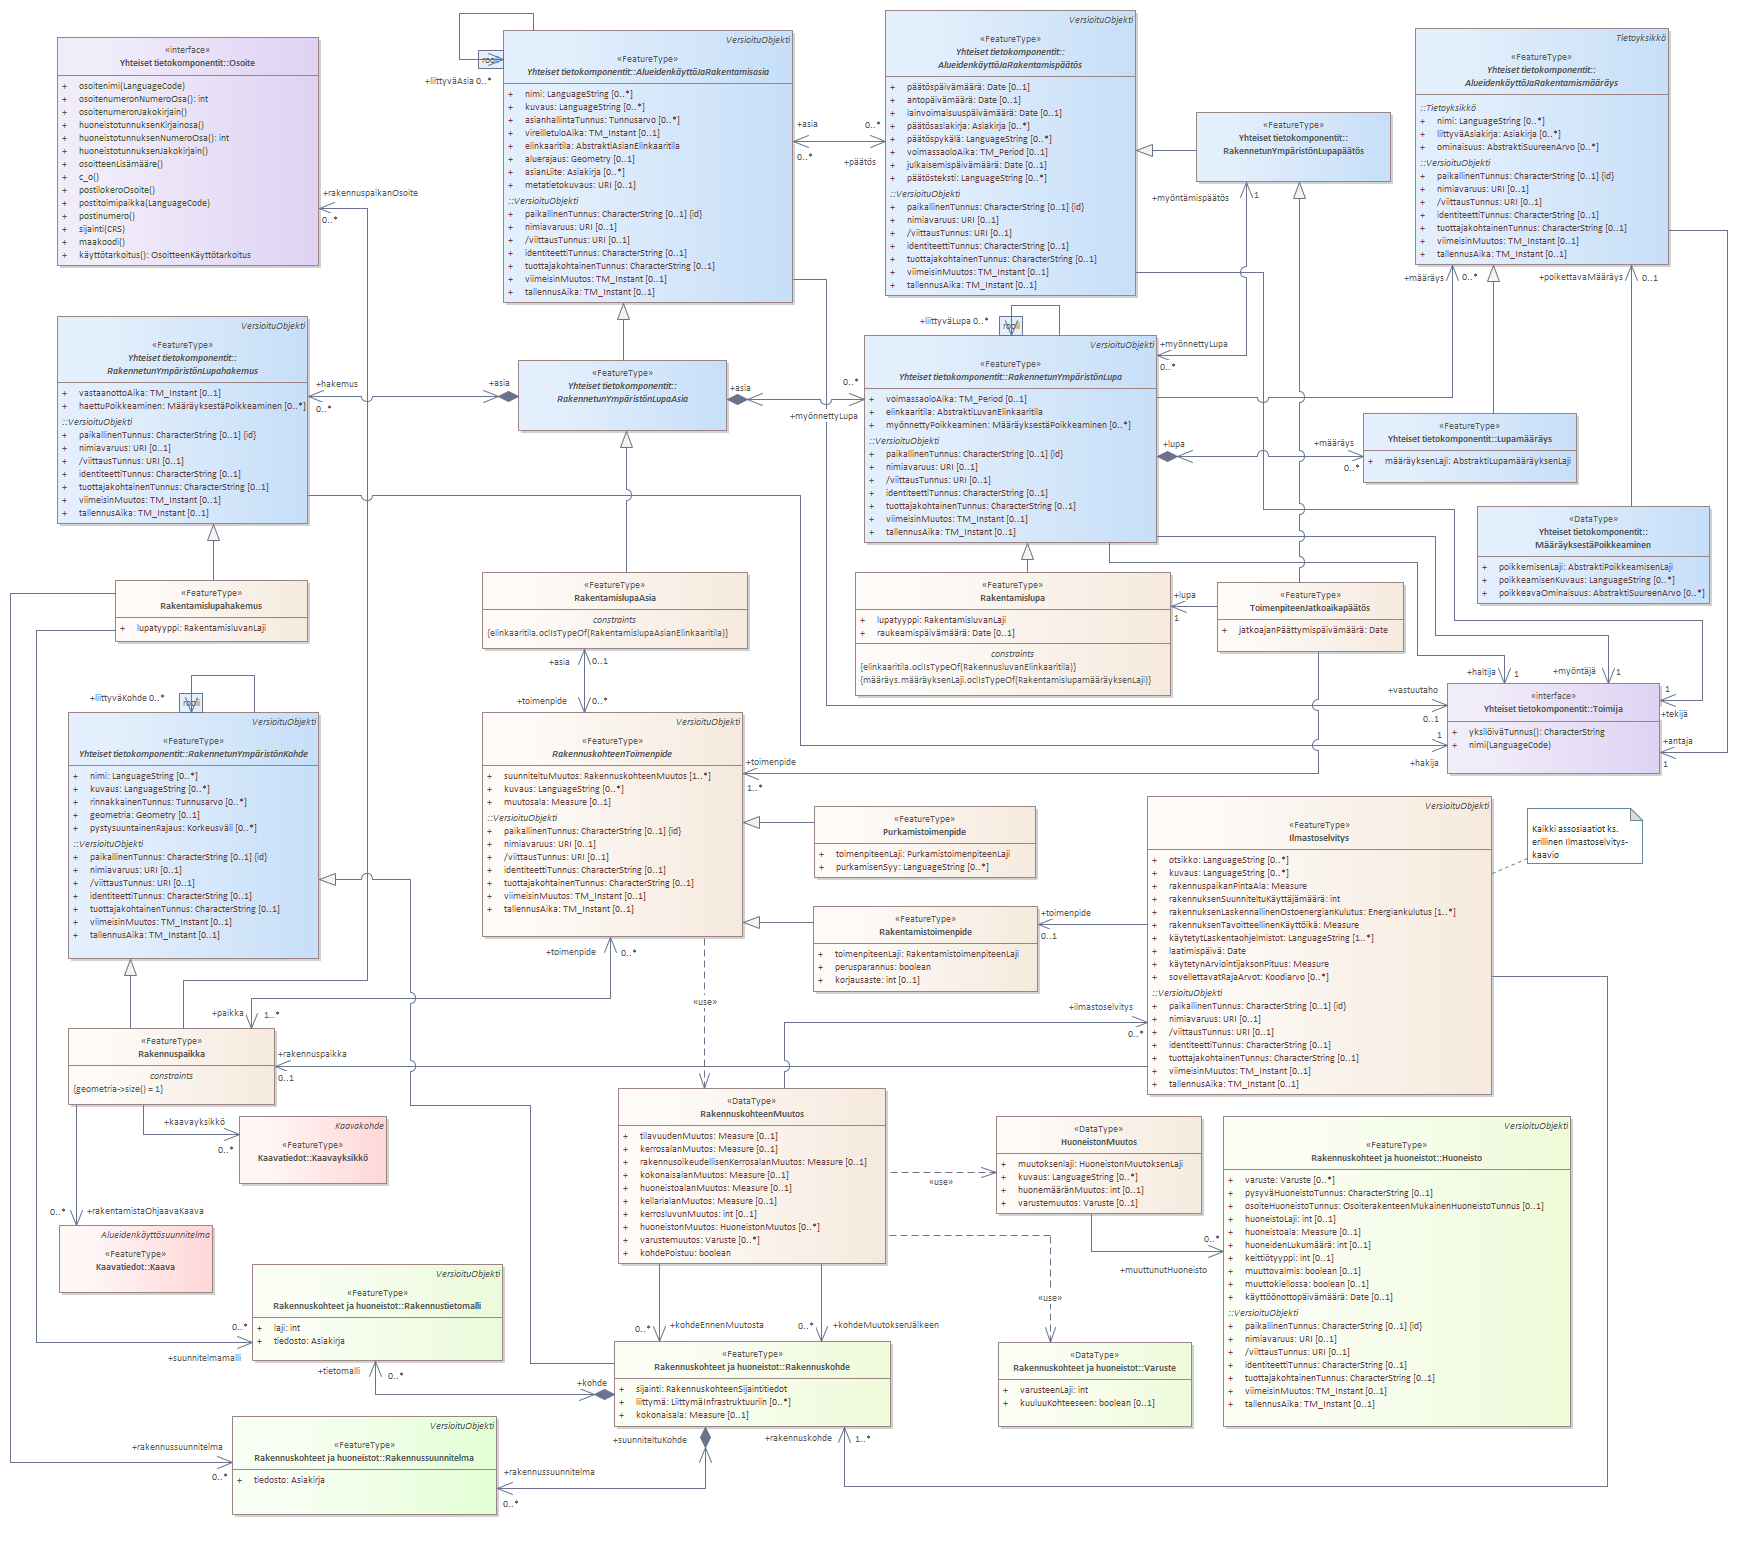 «interface»
Yhteiset tietokomponentit::Osoite
+ osoitenimi(LanguageCode)
+ osoitenumeronNumeroOsa(): int
+ osoitenumeronJakokirjain()
+ huoneistotunnuksenKirjainosa()
+ huoneistotunnuksenNumeroOsa(): int
+ huoneistotunnuksenJakokirjain()
+ osoitteenLisämääre()
+ c_o()
+ postilokeroOsoite()
+ postitoimipaikka(LanguageCode)
+ postinumero()
+ sijainti(CRS)
+ maakoodi()
+ käyttötarkoitus(): OsoitteenKäyttötarkoitus
+rakennuspaikanOsoite
0..*
+liittyväAsia 0..*
VersioituObjekti
«FeatureType»
Yhteiset tietokomponentit::AlueidenkäyttöJaRakentamisasia
+ nimi: LanguageString [0..*]
+ kuvaus: LanguageString [0..*]
+ asianhallintaTunnus: Tunnusarvo [0..*]
+ vireilletuloAika: TM_Instant [0..1]
+ elinkaaritila: AbstraktiAsianElinkaaritila
+ aluerajaus: Geometry [0..1]
+ asianLiite: Asiakirja [0..*]
+ metatietokuvaus: URI [0..1]
::VersioituObjekti
+ paikallinenTunnus: CharacterString [0..1] {id}
+ nimiavaruus: URI [0..1]
+ /viittausTunnus: URI [0..1]
+ identiteettiTunnus: CharacterString [0..1]
+ tuottajakohtainenTunnus: CharacterString [0..1]
+ viimeisinMuutos: TM_Instant [0..1]
+ tallennusAika: TM_Instant [0..1]
+asia
0..*
0..*
+päätös
VersioituObjekti
«FeatureType»
Yhteiset tietokomponentit::
AlueidenkäyttöJaRakentamispäätös
+ päätöspäivämäärä: Date [0..1]
+ antopäivämäärä: Date [0..1]
+ lainvoimaisuuspäivämäärä: Date [0..1]
+ päätösasiakirja: Asiakirja [0..*]
+ päätöspykälä: LanguageString [0..*]
+ voimassaoloAika: TM_Period [0..1]
+ julkaisemispäivämäärä: Date [0..1]
+ päätösteksti: LanguageString [0..*]
::VersioituObjekti
+ paikallinenTunnus: CharacterString [0..1] {id}
+ nimiavaruus: URI [0..1]
+ /viittausTunnus: URI [0..1]
+ identiteettiTunnus: CharacterString [0..1]
+ tuottajakohtainenTunnus: CharacterString [0..1]
+ viimeisinMuutos: TM_Instant [0..1]
+ tallennusAika: TM_Instant [0..1]
«FeatureType»
Yhteiset tietokomponentit::
RakennetunYmpäristönLupapäätös
+myöntämispäätös
1
Tietoyksikkö
«FeatureType»
Yhteiset tietokomponentit::
AlueidenkäyttöJaRakentamismääräys
::Tietoyksikkö
+ nimi: LanguageString [0..*]
+ liittyväAsiakirja: Asiakirja [0..*]
+ ominaisuus: AbstraktiSuureenArvo [0..*]
::VersioituObjekti
+ paikallinenTunnus: CharacterString [0..1] {id}
+ nimiavaruus: URI [0..1]
+ /viittausTunnus: URI [0..1]
+ identiteettiTunnus: CharacterString [0..1]
+ tuottajakohtainenTunnus: CharacterString [0..1]
+ viimeisinMuutos: TM_Instant [0..1]
+ tallennusAika: TM_Instant [0..1]
+määräys
0..*
+poikettavaMääräys
0..1
VersioituObjekti
«FeatureType»
Yhteiset tietokomponentit::
RakennetunYmpäristönLupahakemus
+ vastaanottoAika: TM_Instant [0..1]
+ haettuPoikkeaminen: MääräyksestäPoikkeaminen [0..*]
::VersioituObjekti
+ paikallinenTunnus: CharacterString [0..1] {id}
+ nimiavaruus: URI [0..1]
+ /viittausTunnus: URI [0..1]
+ identiteettiTunnus: CharacterString [0..1]
+ tuottajakohtainenTunnus: CharacterString [0..1]
+ viimeisinMuutos: TM_Instant [0..1]
+ tallennusAika: TM_Instant [0..1]
+hakemus
0..*
+asia
«FeatureType»
Yhteiset tietokomponentit::
RakennetunYmpäristönLupaAsia
+asia
0..*
+myönnettyLupa
+liittyväLupa 0..*
VersioituObjekti
«FeatureType»
Yhteiset tietokomponentit::RakennetunYmpäristönLupa
+ voimassaoloAika: TM_Period [0..1]
+ elinkaaritila: AbstraktiLuvanElinkaaritila
+ myönnettyPoikkeaminen: MääräyksestäPoikkeaminen [0..*]
::VersioituObjekti
+ paikallinenTunnus: CharacterString [0..1] {id}
+ nimiavaruus: URI [0..1]
+ /viittausTunnus: URI [0..1]
+ identiteettiTunnus: CharacterString [0..1]
+ tuottajakohtainenTunnus: CharacterString [0..1]
+ viimeisinMuutos: TM_Instant [0..1]
+ tallennusAika: TM_Instant [0..1]
+myönnettyLupa
0..*
+lupa
+määräys
0..*
«FeatureType»
Yhteiset tietokomponentit::Lupamääräys
+ määräyksenLaji: AbstraktiLupamääräyksenLaji
«DataType»
Yhteiset tietokomponentit::
MääräyksestäPoikkeaminen
+ poikkemisenLaji: AbstraktiPoikkeamisenLaji
+ poikkeamisenKuvaus: LanguageString [0..*]
+ poikkeavaOminaisuus: AbstraktiSuureenArvo [0..*]
«FeatureType»
Rakentamislupahakemus
+ lupatyyppi: RakentamisluvanLaji
«FeatureType»
RakentamislupaAsia
constraints
{elinkaaritila.oclIsTypeOf(RakentamislupaAsianElinkaaritila)}
+asia
0..1
+toimenpide
0..*
«FeatureType»
Rakentamislupa
+ lupatyyppi: RakentamisluvanLaji
+ raukeamispäivämäärä: Date [0..1]
constraints
{elinkaaritila.oclIsTypeOf(RakennusluvanElinkaaritila)}
{määräys.määräyksenLaji.oclIsTypeOf(RakentamislupamääräyksenLaji)}
+lupa
1
«FeatureType»
ToimenpiteenJatkoaikapäätös
+ jatkoajanPäättymispäivämäärä: Date
+haltija
1
+myöntäjä
1
+vastuutaho
0..1
1
+hakija
«interface»
Yhteiset tietokomponentit::Toimija
+ yksilöiväTunnus(): CharacterString
+ nimi(LanguageCode)
1
+tekijä
+antaja
1
+liittyväKohde 0..*
VersioituObjekti
«FeatureType»
Yhteiset tietokomponentit::RakennetunYmpäristönKohde
+ nimi: LanguageString [0..*]
+ kuvaus: LanguageString [0..*]
+ rinnakkainenTunnus: Tunnusarvo [0..*]
+ geometria: Geometry [0..1]
+ pystysuuntainenRajaus: Korkeusväli [0..*]
::VersioituObjekti
+ paikallinenTunnus: CharacterString [0..1] {id}
+ nimiavaruus: URI [0..1]
+ /viittausTunnus: URI [0..1]
+ identiteettiTunnus: CharacterString [0..1]
+ tuottajakohtainenTunnus: CharacterString [0..1]
+ viimeisinMuutos: TM_Instant [0..1]
+ tallennusAika: TM_Instant [0..1]
VersioituObjekti
«FeatureType»
RakennuskohteenToimenpide
+ suunniteltuMuutos: RakennuskohteenMuutos [1..*]
+ kuvaus: LanguageString [0..*]
+ muutosala: Measure [0..1]
::VersioituObjekti
+ paikallinenTunnus: CharacterString [0..1] {id}
+ nimiavaruus: URI [0..1]
+ /viittausTunnus: URI [0..1]
+ identiteettiTunnus: CharacterString [0..1]
+ tuottajakohtainenTunnus: CharacterString [0..1]
+ viimeisinMuutos: TM_Instant [0..1]
+ tallennusAika: TM_Instant [0..1]
+toimenpide
1..*
+toimenpide
0..*
«FeatureType»
Purkamistoimenpide
+ toimenpiteenLaji: PurkamistoimenpiteenLaji
+ purkamisenSyy: LanguageString [0..*]
«FeatureType»
Rakentamistoimenpide
+ toimenpiteenLaji: RakentamistoimenpiteenLaji
+ perusparannus: boolean
+ korjausaste: int [0..1]
+toimenpide
0..1
VersioituObjekti
«FeatureType»
Ilmastoselvitys
+ otsikko: LanguageString [0..*]
+ kuvaus: LanguageString [0..*]
+ rakennuspaikanPintaAla: Measure
+ rakennuksenSuunniteltuKäyttäjämäärä: int
+ rakennuksenLaskennallinenOstoenergianKulutus: Energiankulutus [1..*]
+ rakennuksenTavoitteellinenKäyttöikä: Measure
+ käytetytLaskentaohjelmistot: LanguageString [1..*]
+ laatimispäivä: Date
+ käytetynArviointijaksonPituus: Measure
+ sovellettavatRajaArvot: Koodiarvo [0..*]
::VersioituObjekti
+ paikallinenTunnus: CharacterString [0..1] {id}
+ nimiavaruus: URI [0..1]
+ /viittausTunnus: URI [0..1]
+ identiteettiTunnus: CharacterString [0..1]
+ tuottajakohtainenTunnus: CharacterString [0..1]
+ viimeisinMuutos: TM_Instant [0..1]
+ tallennusAika: TM_Instant [0..1]
Kaikki assosiaatiot ks.
erillinen Ilmastoselvitys-
kaavio
+ilmastoselvitys
0..*
«use»
+paikka
1..*
«FeatureType»
Rakennuspaikka
constraints
{geometria->size() = 1}
+rakennuspaikka
0..1
+kaavayksikkö
0..*
Kaavakohde
«FeatureType»
Kaavatiedot::Kaavayksikkö
0..*
+rakentamistaOhjaavaKaava
Alueidenkäyttösuunnitelma
«FeatureType»
Kaavatiedot::Kaava
«DataType»
RakennuskohteenMuutos
+ tilavuudenMuutos: Measure [0..1]
+ kerrosalanMuutos: Measure [0..1]
+ rakennusoikeudellisenKerrosalanMuutos: Measure [0..1]
+ kokonaisalanMuutos: Measure [0..1]
+ huoneistoalanMuutos: Measure [0..1]
+ kellarialanMuutos: Measure [0..1]
+ kerrosluvunMuutos: int [0..1]
+ huoneistonMuutos: HuoneistonMuutos [0..*]
+ varustemuutos: Varuste [0..*]
+ kohdePoistuu: boolean
«use»
«use»
«DataType»
HuoneistonMuutos
+ muutoksenlaji: HuoneistonMuutoksenLaji
+ kuvaus: LanguageString [0..*]
+ huonemääränMuutos: int [0..1]
+ varustemuutos: Varuste [0..1]
0..*
+muuttunutHuoneisto
VersioituObjekti
«FeatureType»
Rakennuskohteet ja huoneistot::Huoneisto
+ varuste: Varuste [0..*]
+ pysyväHuoneistoTunnus: CharacterString [0..1]
+ osoiteHuoneistoTunnus: OsoiterakenteenMukainenHuoneistoTunnus [0..1]
+ huoneistoLaji: int [0..1]
+ huoneistoala: Measure [0..1]
+ huoneidenLukumäärä: int [0..1]
+ keittiötyyppi: int [0..1]
+ muuttovalmis: boolean [0..1]
+ muuttokiellossa: boolean [0..1]
+ käyttöönottopäivämäärä: Date [0..1]
::VersioituObjekti
+ paikallinenTunnus: CharacterString [0..1] {id}
+ nimiavaruus: URI [0..1]
+ /viittausTunnus: URI [0..1]
+ identiteettiTunnus: CharacterString [0..1]
+ tuottajakohtainenTunnus: CharacterString [0..1]
+ viimeisinMuutos: TM_Instant [0..1]
+ tallennusAika: TM_Instant [0..1]
VersioituObjekti
«FeatureType»
Rakennuskohteet ja huoneistot::Rakennustietomalli
+ laji: int
+ tiedosto: Asiakirja
0..*
+suunnitelmamalli
+tietomalli
0..*
0..*
+kohdeEnnenMuutosta
0..*
+kohdeMuutoksenJälkeen
«FeatureType»
Rakennuskohteet ja huoneistot::Rakennuskohde
+ sijainti: RakennuskohteenSijaintitiedot
+ liittymä: LiittymäInfrastruktuuriin [0..*]
+ kokonaisala: Measure [0..1]
+kohde
+suunniteltuKohde
+rakennuskohde
1..*
«DataType»
Rakennuskohteet ja huoneistot::Varuste
+ varusteenLaji: int
+ kuuluuKohteeseen: boolean [0..1]
VersioituObjekti
«FeatureType»
Rakennuskohteet ja huoneistot::Rakennussuunnitelma
+ tiedosto: Asiakirja
+rakennussuunnitelma
0..*
+rakennussuunnitelma
0..*